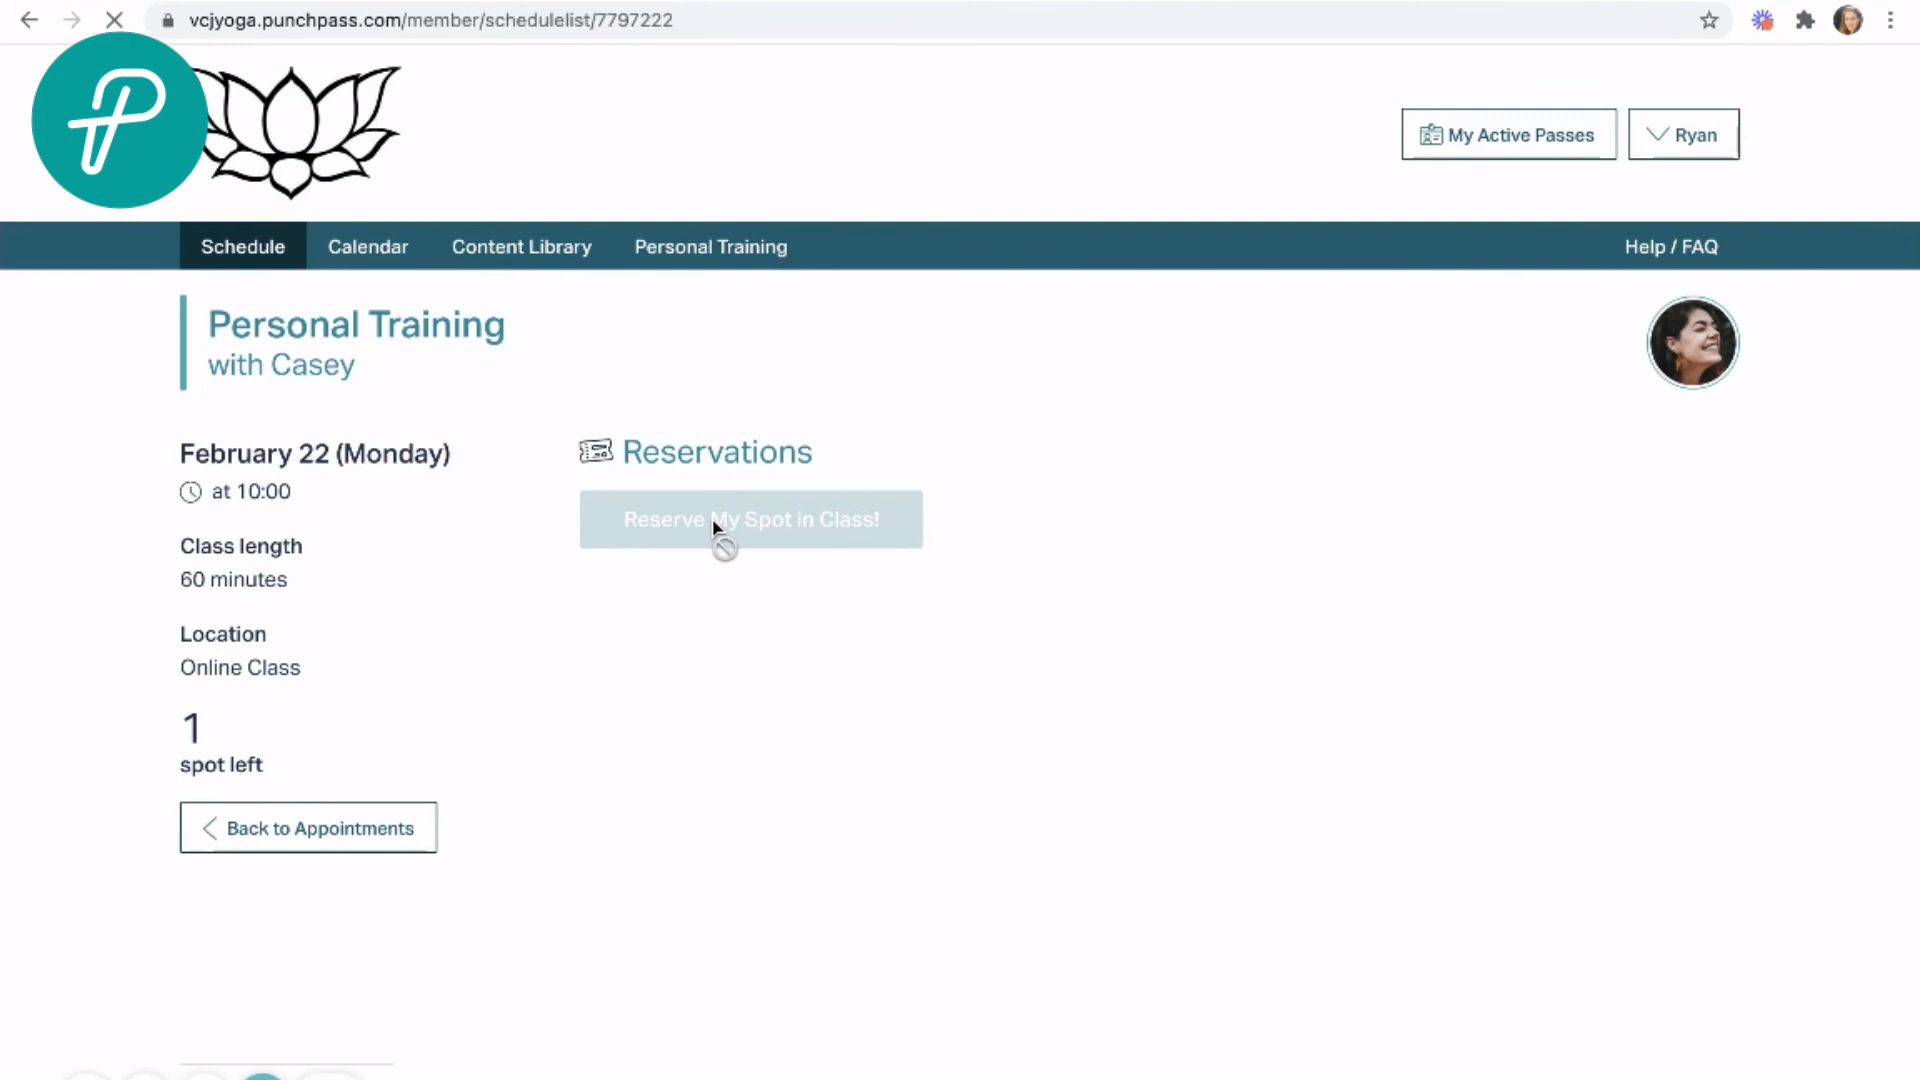 vcjyoga.punchpass.com/member/schedulelist/7797222
My Active Passes
Ryan
Schedule
Calendar
Content Library
Personal Training
Help / FAQ
Personal Training
with Casey
February 22 (Monday)
at 10:00
Class length
60 minutes
Location
Online Class
1
spot left
Back to Appointments
Reservations
Reserve My Spot in Class!